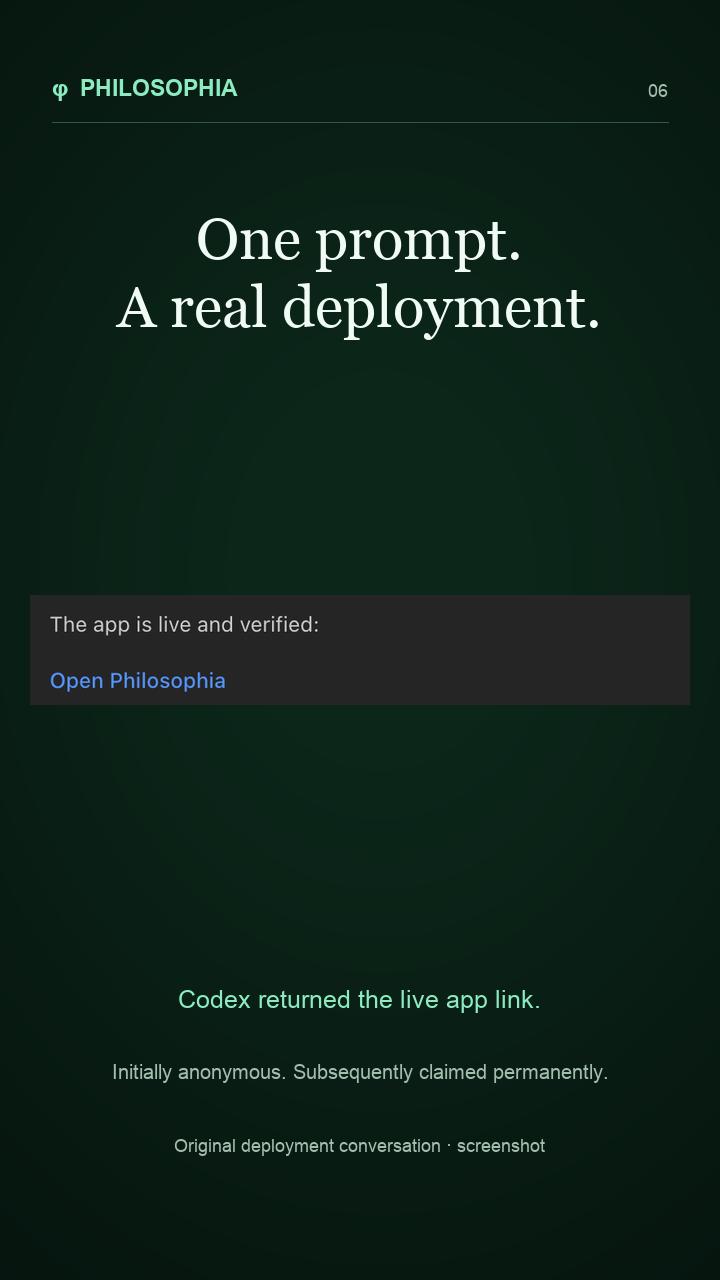 φ PHILOSOPHIA
06
One prompt.
A real deployment.
The app is live and verified:
Open Philosophia
Codex returned the live app link.
Initially anonymous. Subsequently claimed permanently.
Original deployment conversation · screenshot